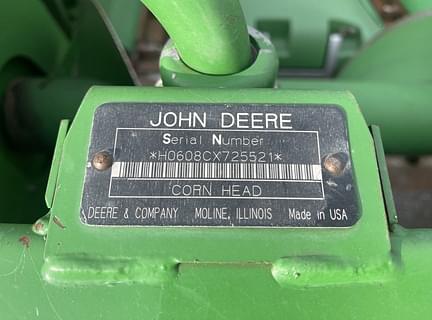 JOHN DEERE
Serial Number
*H0608CX725521*
CORN HEAD
DEERE & COMPANY MOLINE, ILLINOIS Made in USA